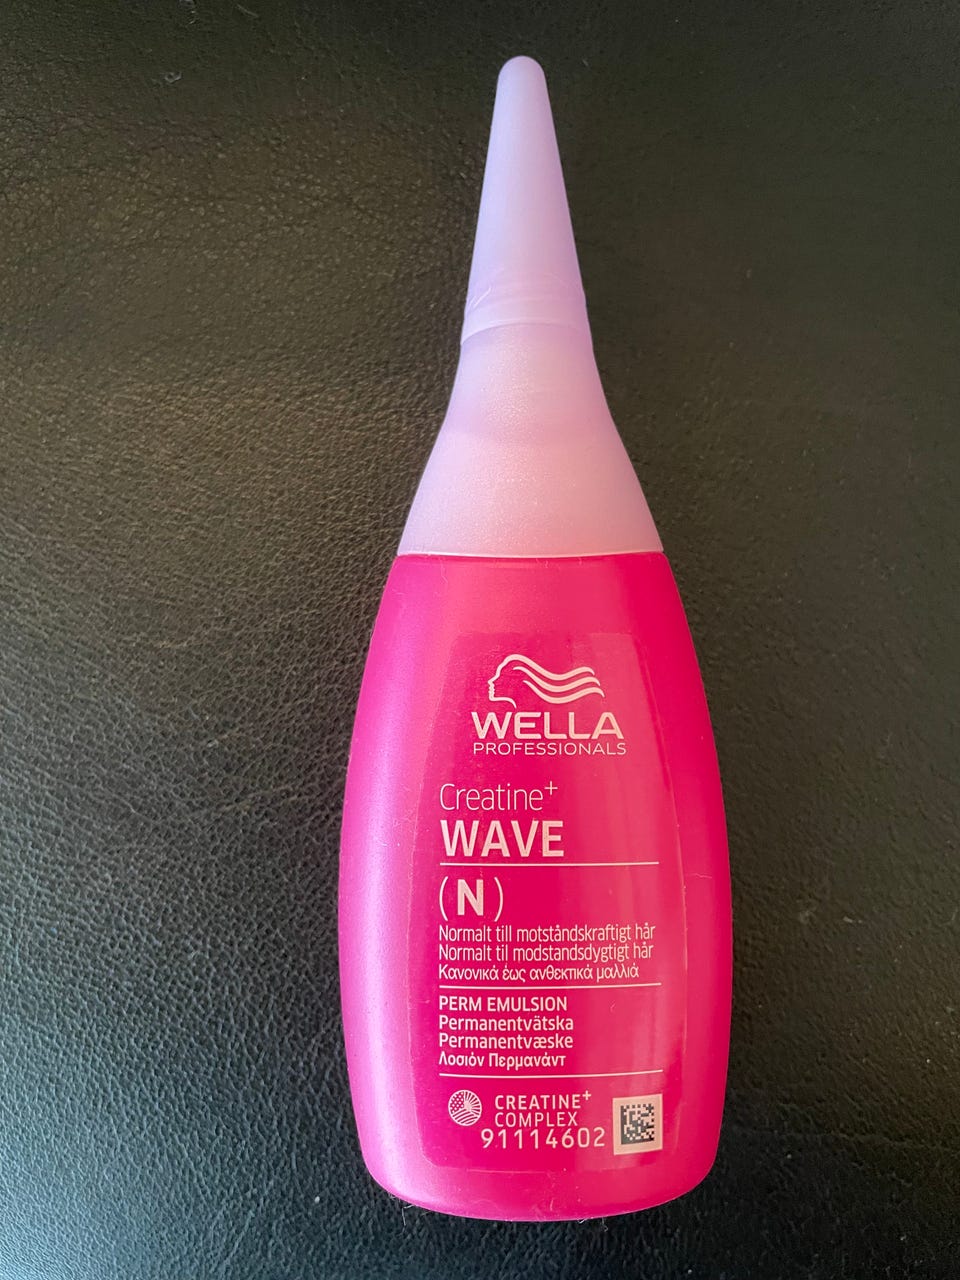 WELLA
PROFESSIONALS
Creatine+
WAVE
(N)
Normalt till motståndskraftigt hår
Normalt til modstandsdygtigt hår
Κανονικά έως ανθεκτικά μαλλιά
PERM EMULSION
Permanentvätska
Permanentvæske
Λοσιόν Περμανάντ
CREATINE+
COMPLEX
91114602